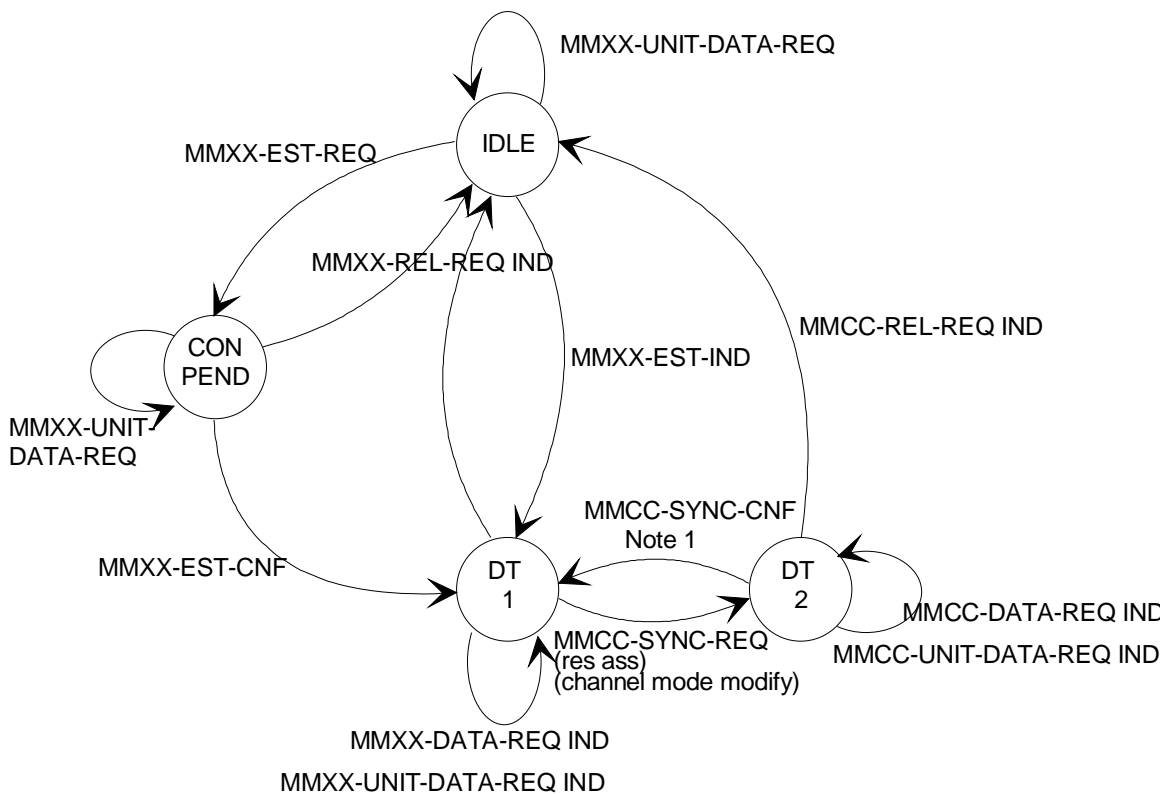 MMXX-UNIT-DATA-REQ
IDLE
MMXX-EST-REQ
MMXX-REL-REQ IND
MMCC-REL-REQ IND
CON
PEND
MMXX-EST-IND
MMXX-UNIT-
DATA-REQ
MMCC-SYNC-CNF
Note 1
MMXX-EST-CNF
DT
1
DT
2
MMCC-DATA-REQ IND
MMCC-SYNC-REQ
(res ass)
(channel mode modify)
MMCC-UNIT-DATA-REQ IND
MMXX-DATA-REQ IND
MMXX-UNIT-DATA-REQ IND